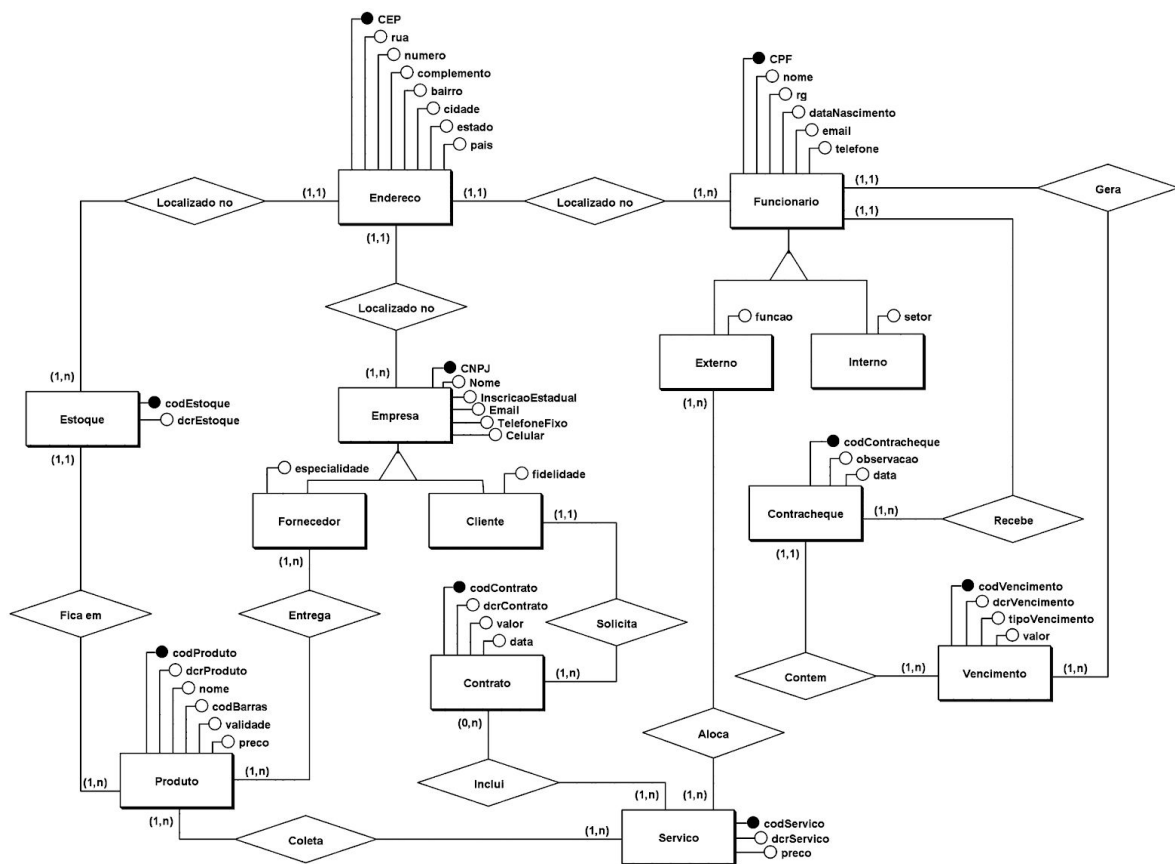 CEP
rua
numero
complemento
bairro
cidade
estado
pais
CPF
nome
rg
dataNascimento
email
telefone
Localizado no
(1,1)
Endereco
(1,1)
Localizado no
(1,n)
Funcionario
(1,1)
Gera
(1,1)
(1,1)
Localizado no
funcao
setor
Externo
Interno
(1,n)
(1,n)
(1,n)
Estoque
codEstoque
dcrEstoque
(1,1)
CNPJ
Nome
InscricaoEstadual
Email
TelefoneFixo
Celular
Empresa
especialidade
fidelidade
Fornecedor
Cliente
(1,n)
(1,1)
codContracheque
observacao
data
Contracheque
(1,n)
Recebe
(1,1)
Fica em
Entrega
codContrato
dcrContrato
valor
data
Solicita
Contrato
(1,n)
(0,n)
codVencimento
dcrVencimento
tipoVencimento
valor
Contem
(1,n)
Vencimento
(1,n)
codProduto
dcrProduto
nome
codBarras
validade
preco
(1,n)
Produto
(1,n)
(1,n)
Aloca
Inclui
(1,n)
(1,n)
Coleta
(1,n)
Servico
codServico
dcrServico
preco